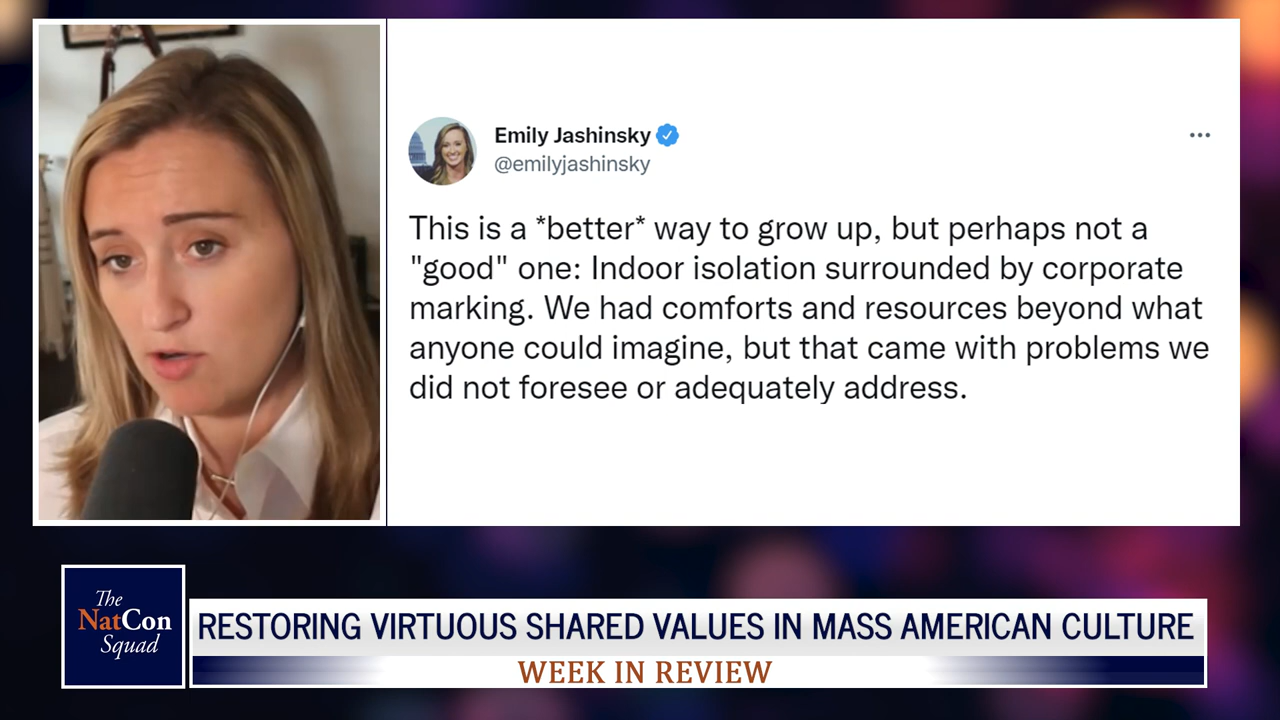 Emily Jashinsky
@emilyjashinsky
This is a *better* way to grow up, but perhaps not a
"good" one: Indoor isolation surrounded by corporate
marking. We had comforts and resources beyond what
anyone could imagine, but that came with problems we
did not foresee or adequately address.
The
NatCon
Squad
RESTORING VIRTUOUS SHARED VALUES IN MASS AMERICAN CULTURE
WEEK IN REVIEW